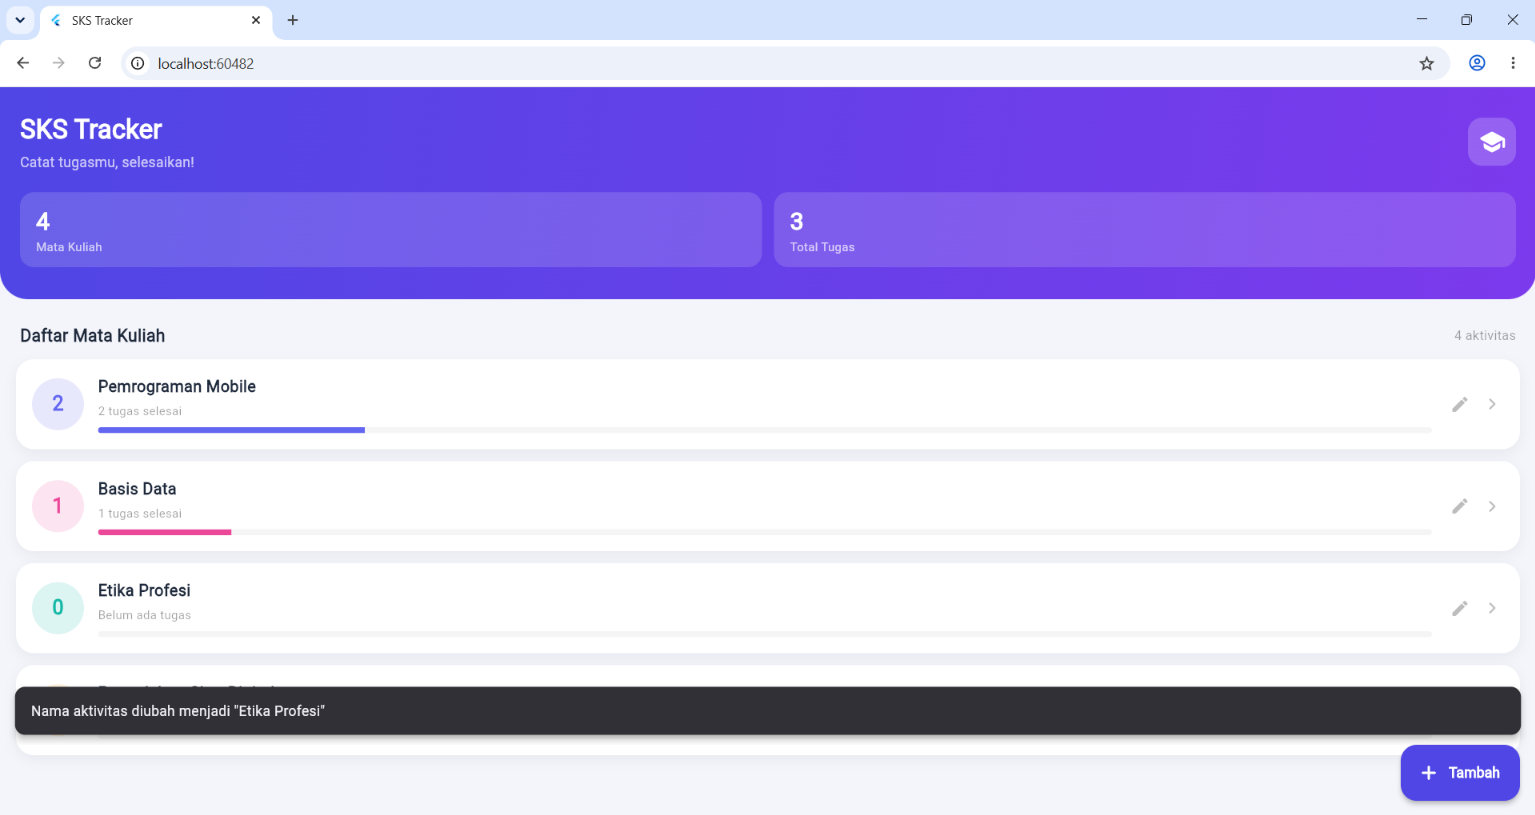 SKS Tracker
localhost:60482
SKS Tracker
Catat tugasmu, selesaikan!
4
Mata Kuliah
3
Total Tugas
Daftar Mata Kuliah
4 aktivitas
2
Pemrograman Mobile
2 tugas selesai
1
Basis Data
1 tugas selesai
0
Etika Profesi
Belum ada tugas
Nama aktivitas diubah menjadi "Etika Profesi"
Tambah